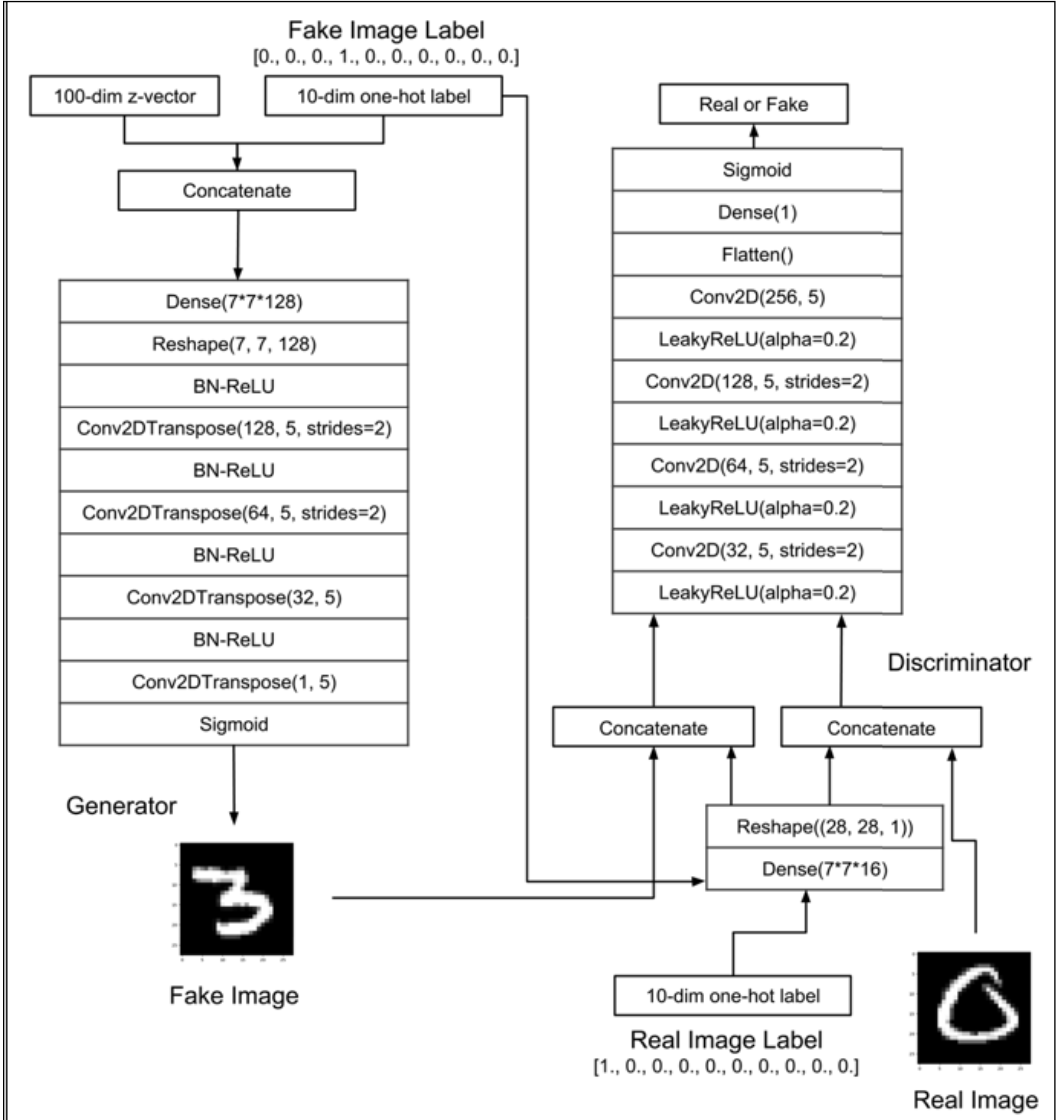 Fake Image Label
[0., 0., 0., 1., 0., 0., 0., 0., 0., 0.]
100-dim z-vector
10-dim one-hot label
Concatenate
Dense(7*7*128)
Reshape(7, 7, 128)
BN-ReLU
Conv2DTranspose(128, 5, strides=2)
BN-ReLU
Conv2DTranspose(64, 5, strides=2)
BN-ReLU
Conv2DTranspose(32, 5)
BN-ReLU
Conv2DTranspose(1, 5)
Sigmoid
Generator
Fake Image
Real or Fake
Sigmoid
Dense(1)
Flatten()
Conv2D(256, 5)
LeakyReLU(alpha=0.2)
Conv2D(128, 5, strides=2)
LeakyReLU(alpha=0.2)
Conv2D(64, 5, strides=2)
LeakyReLU(alpha=0.2)
Conv2D(32, 5, strides=2)
LeakyReLU(alpha=0.2)
Discriminator
Concatenate
Concatenate
Reshape((28, 28, 1))
Dense(7*7*16)
10-dim one-hot label
Real Image Label
[1., 0., 0., 0., 0., 0., 0., 0., 0., 0.]
Real Image